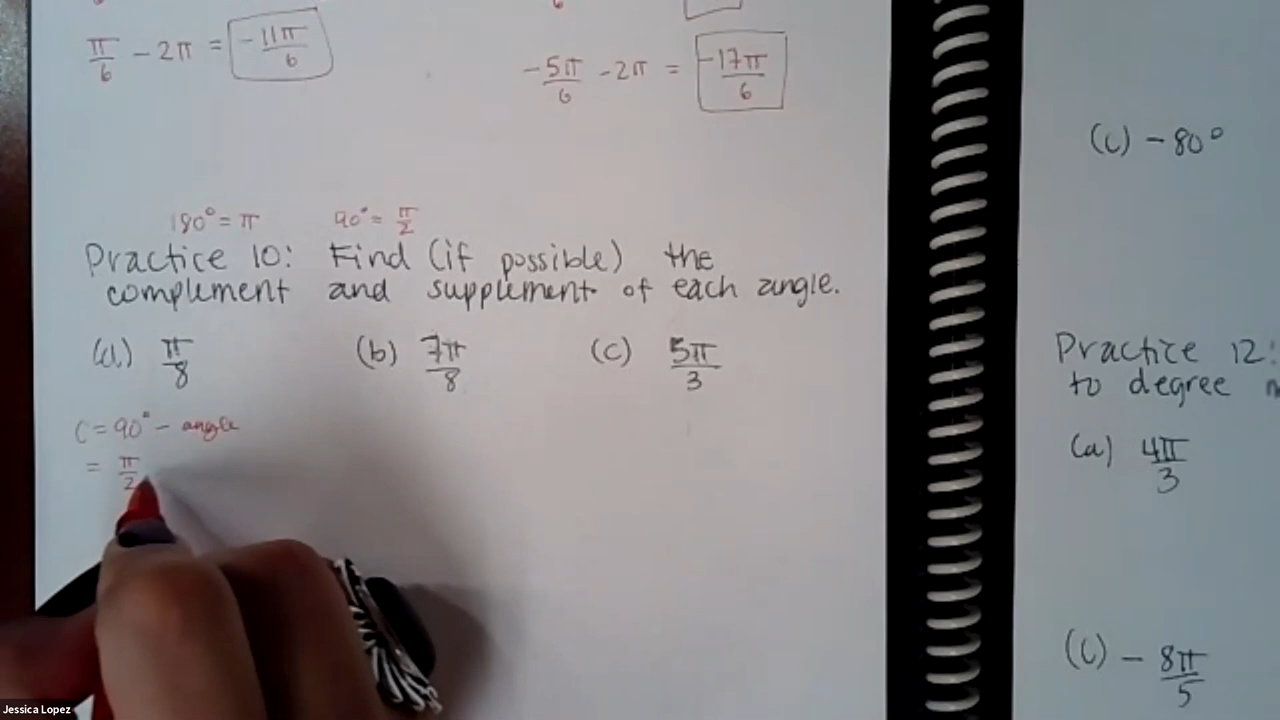 π/6 - 2π = -11π/6
-5π/6 - 2π = -17π/6
180° = π 90° = π/2
Practice 10: Find (if possible) the
complement and supplement of each angle.
(a) π/8 (b) 7π/8 (c) 5π/3
C = 90° - angle
= π/2
(c) - 80°
Practice 12:
to degree
(a) 4π/3
(c) - 8π/5
Jessica Lopez